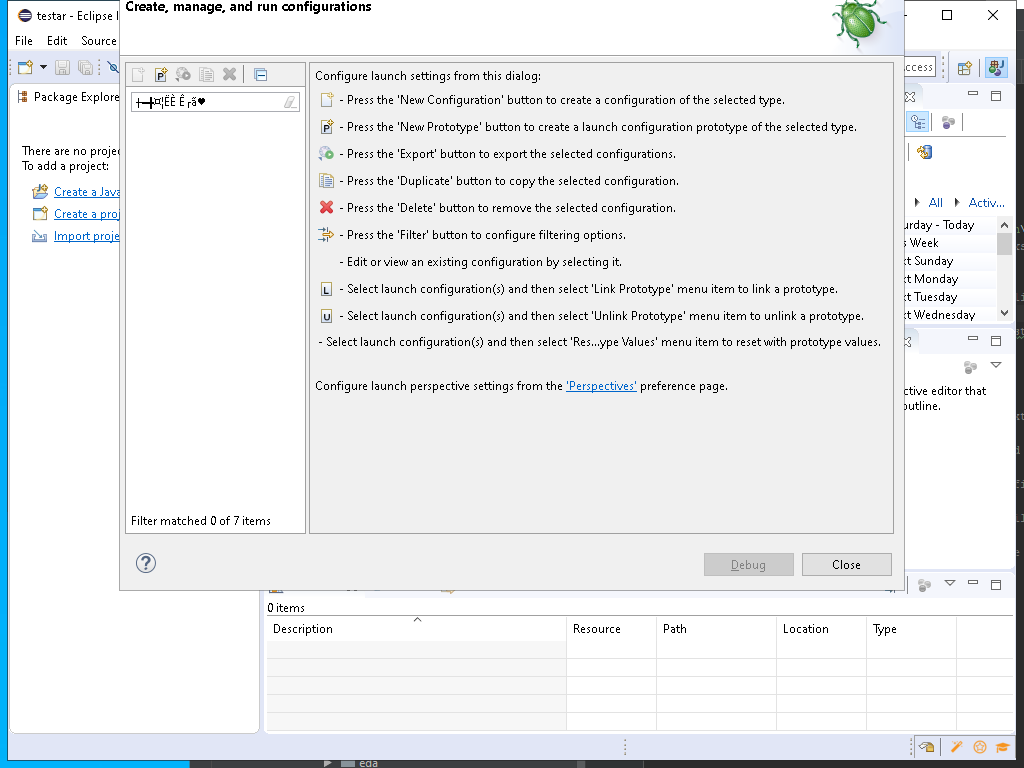 testar - Eclipse
Create, manage, and run configurations
File Edit Source
Package Explore
There are no projec
To add a project:
Create a Java
Create a proj
Import proje
Configure launch settings from this dialog:
- Press the 'New Configuration' button to create a configuration of the selected type.
- Press the 'New Prototype' button to create a launch configuration prototype of the selected type.
- Press the 'Export' button to export the selected configurations.
- Press the 'Duplicate' button to copy the selected configuration.
- Press the 'Delete' button to remove the selected configuration.
- Press the 'Filter' button to configure filtering options.
- Edit or view an existing configuration by selecting it.
L - Select launch configuration(s) and then select 'Link Prototype' menu item to link a prototype.
U - Select launch configuration(s) and then select 'Unlink Prototype' menu item to unlink a prototype.
- Select launch configuration(s) and then select 'Res...ype Values' menu item to reset with prototype values.
Configure launch perspective settings from the 'Perspectives' preference page.
Filter matched 0 of 7 items
Debug Close
ccess
All Activ...
urday - Today
s Week
xt Sunday
xt Monday
xt Tuesday
xt Wednesday
ctive editor that
outline.
0 items
Description Resource Path Location Type
eda